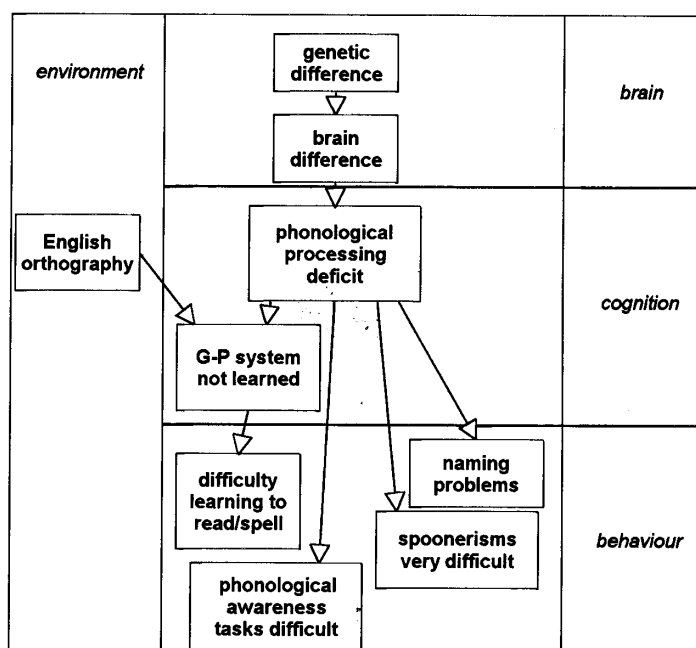 environment
genetic
difference
brain
brain
difference
English
orthography
phonological
processing
deficit
cognition
G-P system
not learned
difficulty
learning to
read/spell
naming
problems
spoonerisms
very difficult
behaviour
phonological
awareness
tasks difficult